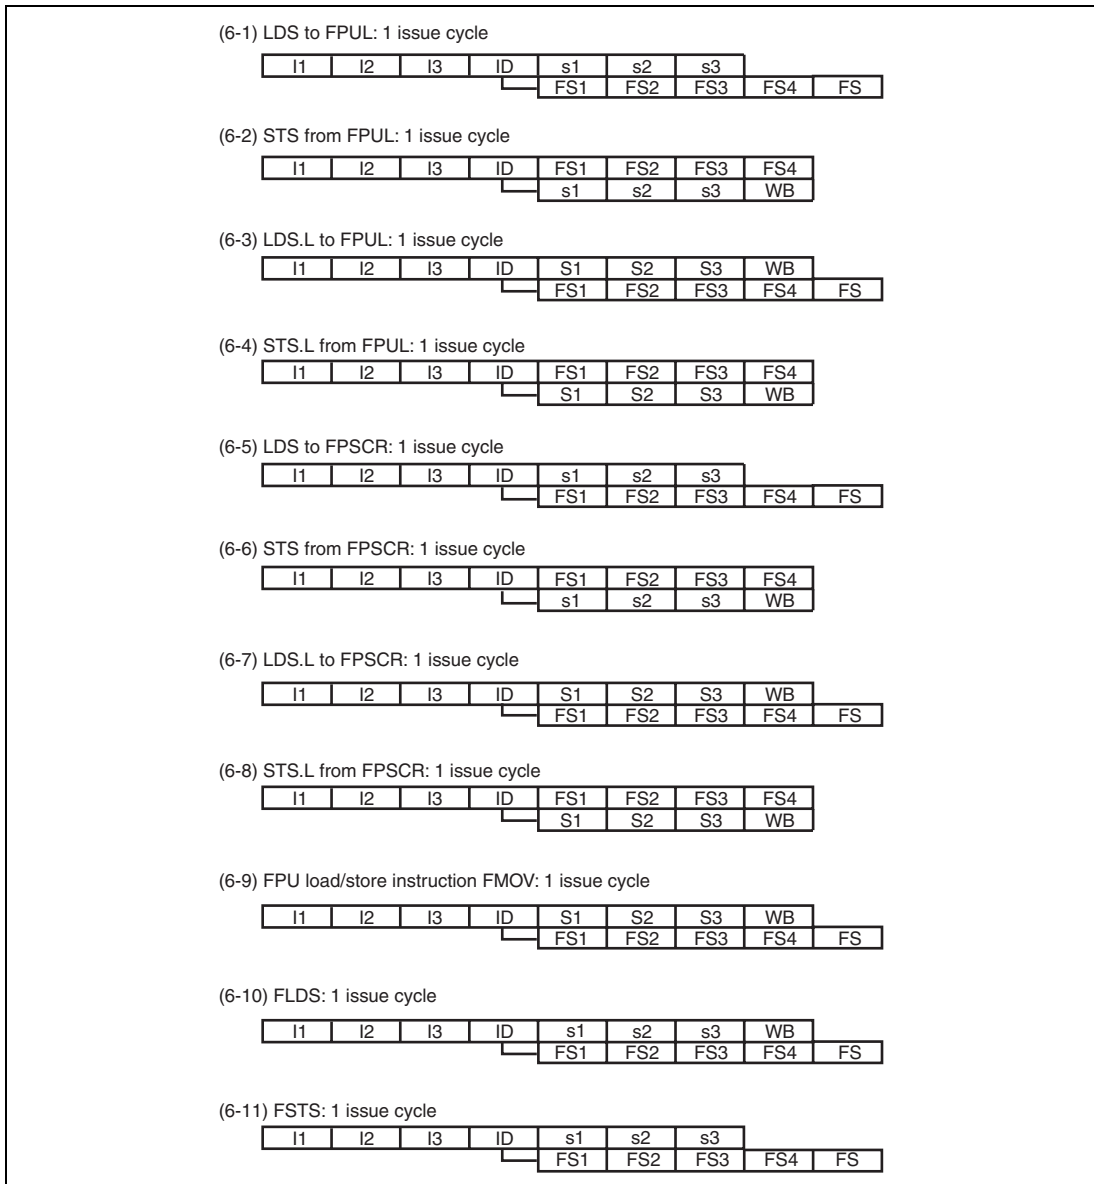 (6-1) LDS to FPUL: 1 issue cycle
I1 I2 I3 ID s1 s2 s3
FS1 FS2 FS3 FS4 FS
(6-2) STS from FPUL: 1 issue cycle
I1 I2 I3 ID FS1 FS2 FS3 FS4
s1 s2 s3 WB
(6-3) LDS.L to FPUL: 1 issue cycle
I1 I2 I3 ID S1 S2 S3 WB
FS1 FS2 FS3 FS4 FS
(6-4) STS.L from FPUL: 1 issue cycle
I1 I2 I3 ID FS1 FS2 FS3 FS4
S1 S2 S3 WB
(6-5) LDS to FPSCR: 1 issue cycle
I1 I2 I3 ID s1 s2 s3
FS1 FS2 FS3 FS4 FS
(6-6) STS from FPSCR: 1 issue cycle
I1 I2 I3 ID FS1 FS2 FS3 FS4
s1 s2 s3 WB
(6-7) LDS.L to FPSCR: 1 issue cycle
I1 I2 I3 ID S1 S2 S3 WB
FS1 FS2 FS3 FS4 FS
(6-8) STS.L from FPSCR: 1 issue cycle
I1 I2 I3 ID FS1 FS2 FS3 FS4
S1 S2 S3 WB
(6-9) FPU load/store instruction FMOV: 1 issue cycle
I1 I2 I3 ID S1 S2 S3 WB
FS1 FS2 FS3 FS4 FS
(6-10) FLDS: 1 issue cycle
I1 I2 I3 ID s1 s2 s3 WB
FS1 FS2 FS3 FS4 FS
(6-11) FSTS: 1 issue cycle
I1 I2 I3 ID s1 s2 s3
FS1 FS2 FS3 FS4 FS